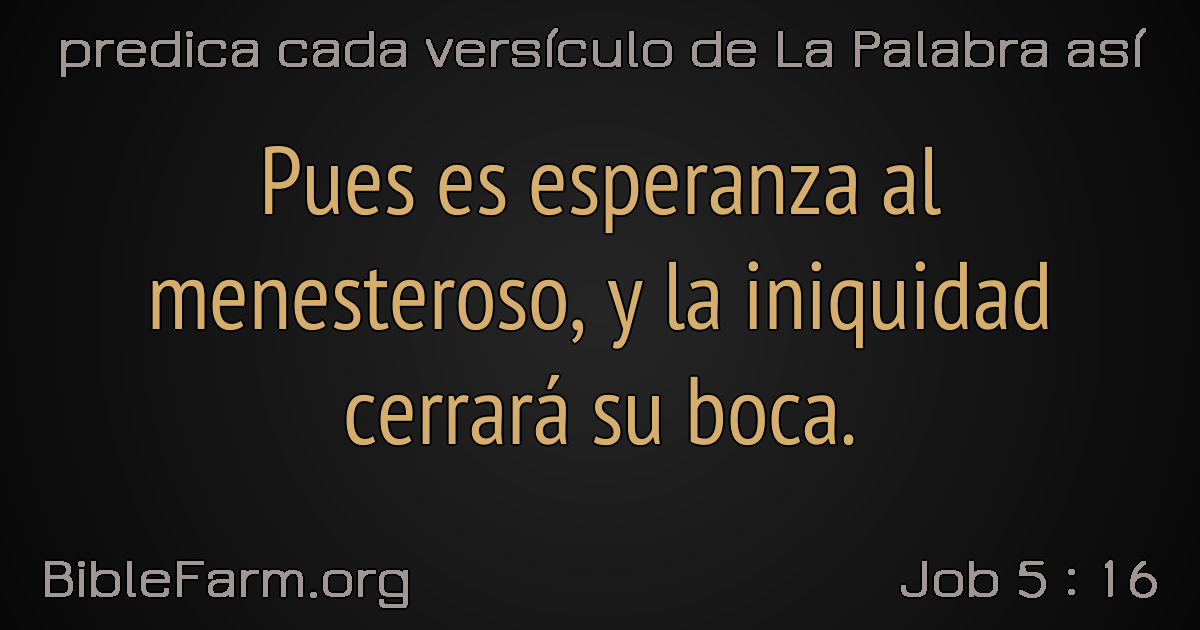 predica cada versículo de La Palabra así
Pues es esperanza al
menesteroso, y la iniquidad
cerrará su boca.
BibleFarm.org
Job 5 : 16